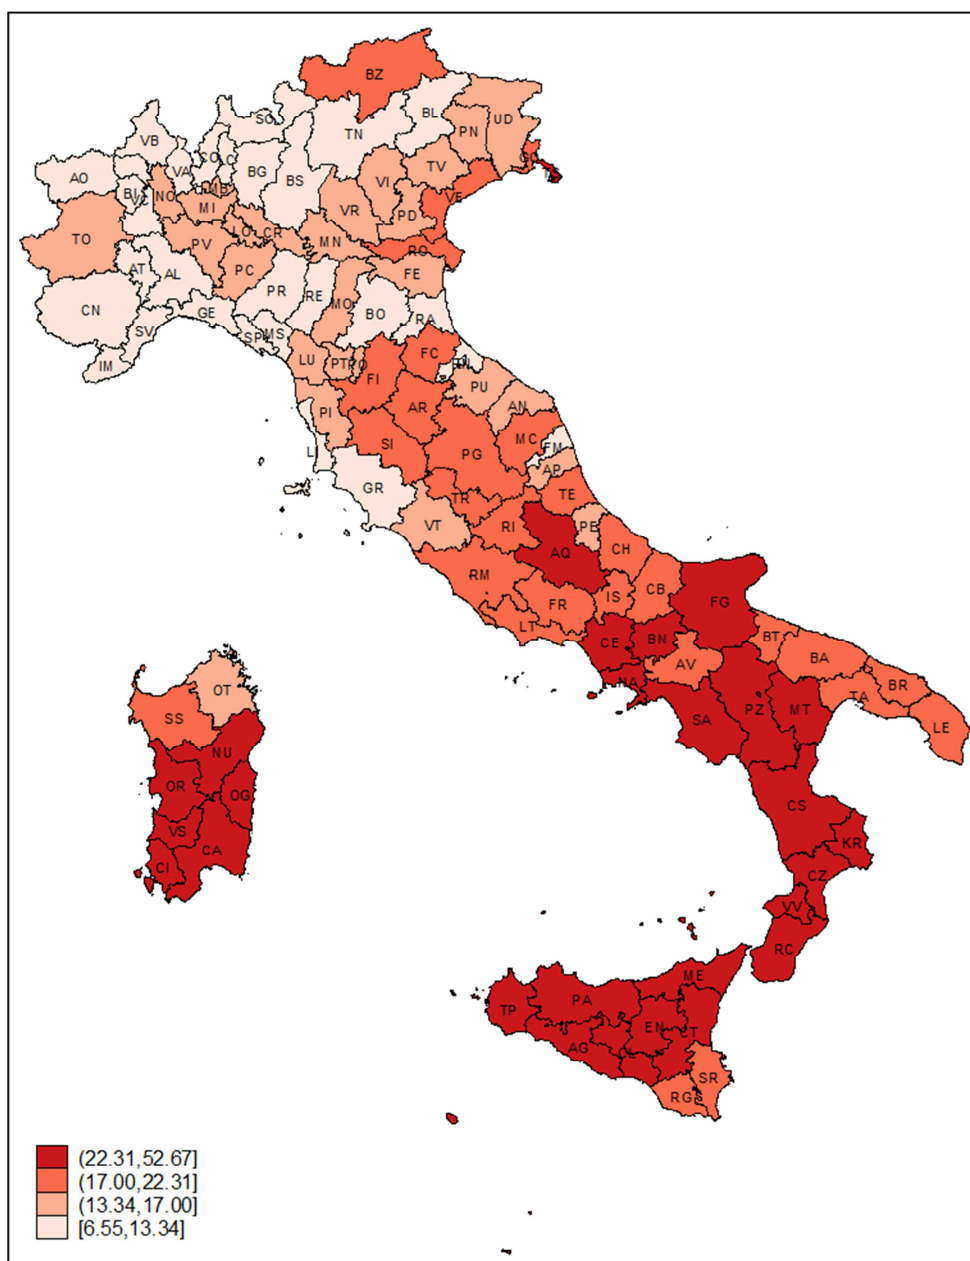 BZ
BL
UD
SO
TN
PN
VB
CO
LC
TV
GO
AO
VA
BG
BS
VI
BI
VC
NO
MB
VE
MI
VR
PD
TO
LO
CR
MN
PV
RO
AT
AL
PC
FE
PR
RE
MO
BO
RA
CN
GE
SV
SP
MS
IM
LU
PT
PO
FC
RN
FI
PU
AR
AN
PI
SI
MC
FM
LI
PG
AP
GR
TR
TE
VT
RI
PE
AQ
CH
RM
CB
IS
FR
FG
LT
CE
BN
BT
AV
BA
NA
OT
BR
SS
SA
PZ
MT
TA
LE
NU
OR
OG
CS
VS
CA
KR
CI
CZ
VV
RC
ME
PA
TP
EN
CT
AG
SR
RG
(22.31,52.67]
(17.00,22.31]
(13.34,17.00]
[6.55,13.34]